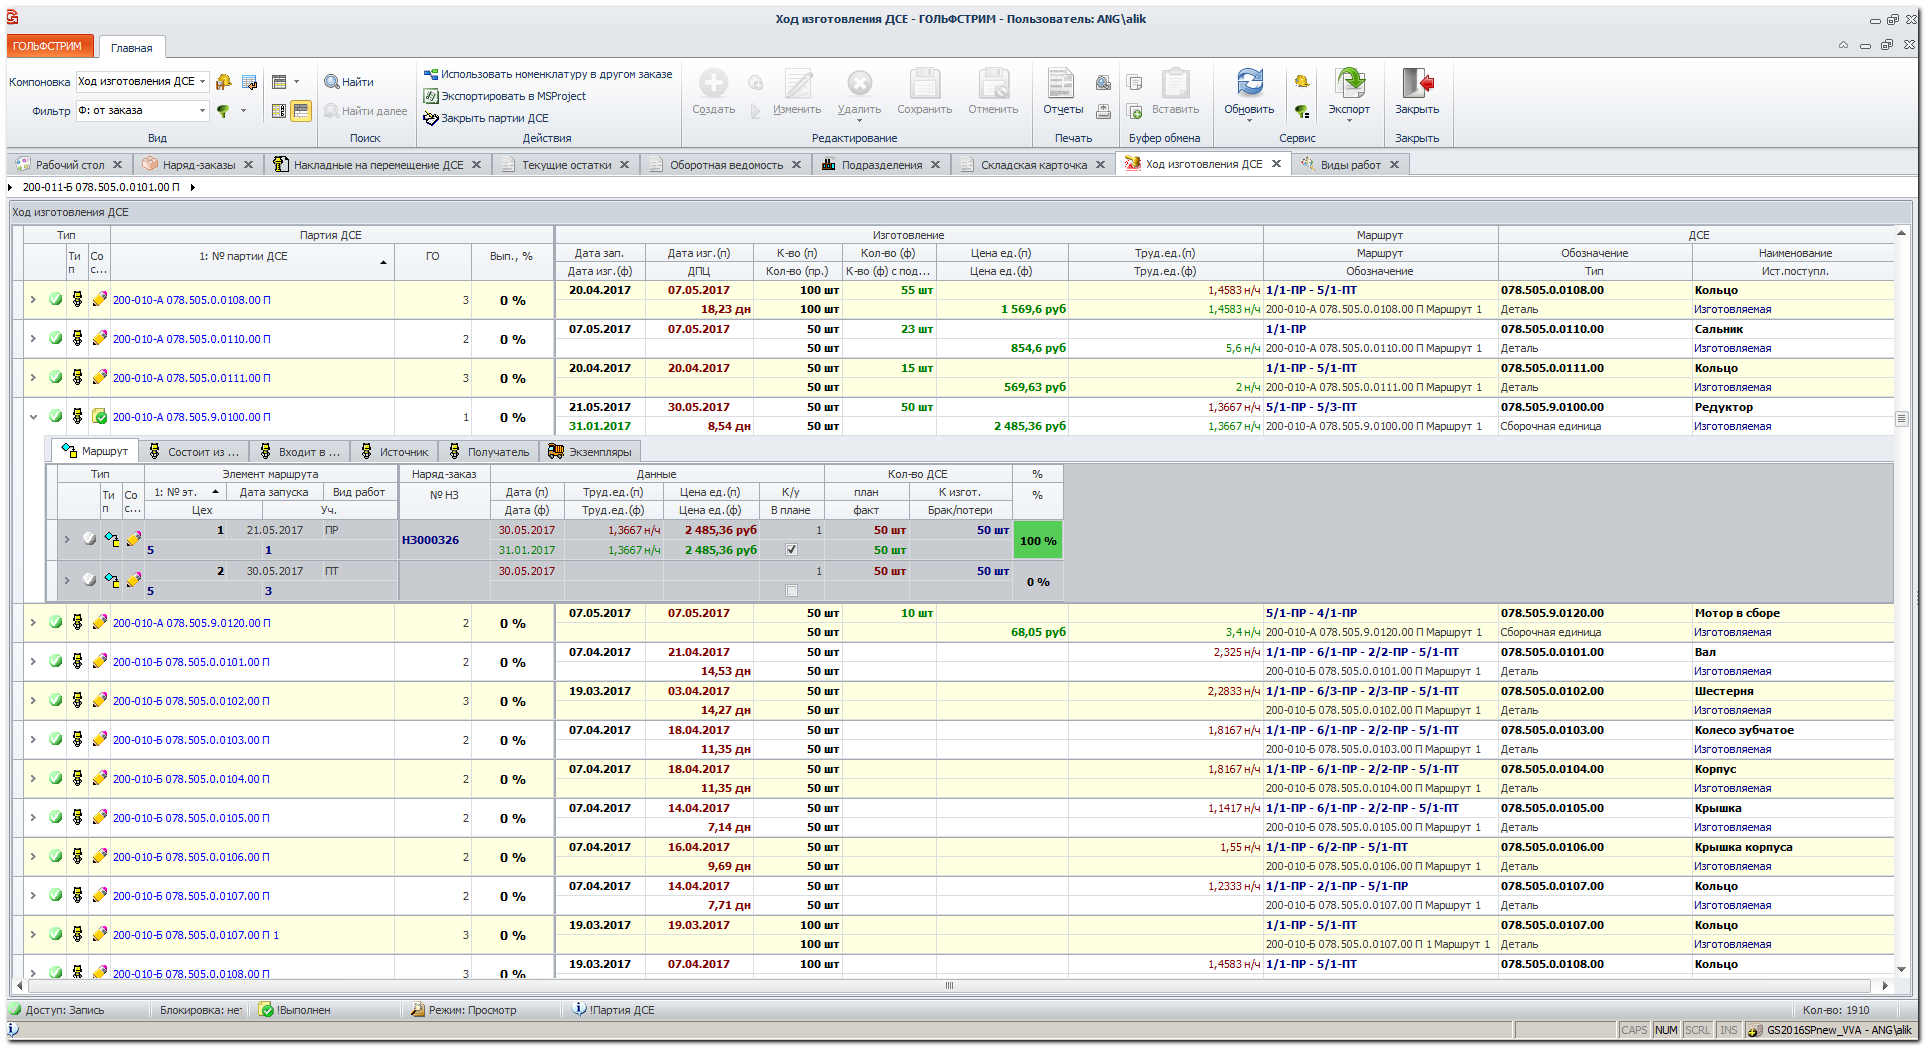 Ход изготовления ДСЕ - ГОЛЬФСТРИМ - Пользователь: ANG\alik
ГОЛЬФСТРИМ Главная
Компоновка Ход изготовления ДСЕ
Фильтр Ф: от заказа
Вид
Найти
Найти далее
Поиск
Использовать номенклатуру в другом заказе
Экспортировать в MSProject
Закрыть партии ДСЕ
Действия
Создать Изменить Удалить Сохранить Отменить
Редактирование
Отчеты
Печать
Вставить
Буфер обмена
Обновить Экспорт
Сервис
Закрыть
Закрыть
Рабочий стол Наряд-заказы Накладные на перемещение ДСЕ Текущие остатки Оборотная ведомость Подразделения Складская карточка Ход изготовления ДСЕ Виды работ
200-011-Б 078.505.0.0101.00 П
Ход изготовления ДСЕ
Тип Партия ДСЕ Изготовление Маршрут ДСЕ
Ти п Со с... 1: № партии ДСЕ ГО Вып., % Дата зап. Дата изг.(п) К-во (п) Кол-во (ф) Цена ед.(п) Труд.ед.(п) Маршрут Обозначение Наименование
Дата изг.(ф) ДПЦ Кол-во (пр.) К-во (ф) с под... Цена ед.(ф) Труд.ед.(ф) Обозначение Тип Ист.поступл.
200-010-А 078.505.0.0108.00 П 3 0 % 20.04.2017 07.05.2017 100 шт 55 шт 1,4583 н/ч 1/1-ПР - 5/1-ПТ 078.505.0.0108.00 Кольцо
18,23 дн 100 шт 1 569,6 руб 1,4583 н/ч 200-010-А 078.505.0.0108.00 П Маршрут 1 Деталь Изготовляемая
200-010-А 078.505.0.0110.00 П 2 0 % 07.05.2017 07.05.2017 50 шт 23 шт 1/1-ПР 078.505.0.0110.00 Сальник
50 шт 854,6 руб 5,6 н/ч 200-010-А 078.505.0.0110.00 П Маршрут 1 Деталь Изготовляемая
200-010-А 078.505.0.0111.00 П 3 0 % 20.04.2017 20.04.2017 50 шт 15 шт 1/1-ПР - 5/1-ПТ 078.505.0.0111.00 Кольцо
50 шт 569,63 руб 2 н/ч 200-010-А 078.505.0.0111.00 П Маршрут 1 Деталь Изготовляемая
200-010-А 078.505.9.0100.00 П 1 0 % 21.05.2017 30.05.2017 50 шт 50 шт 1,3667 н/ч 5/1-ПР - 5/3-ПТ 078.505.9.0100.00 Редуктор
31.01.2017 8,54 дн 50 шт 2 485,36 руб 1,3667 н/ч 200-010-А 078.505.9.0100.00 П Маршрут 1 Сборочная единица Изготовляемая
Маршрут Состоит из ... Входит в ... Источник Получатель Экземпляры
Тип Элемент маршрута Наряд-заказ Данные Кол-во ДСЕ %
Ти п Со с... 1: № эт. Дата запуска Вид работ № НЗ Дата (п) Труд.ед.(п) Цена ед.(п) К/у план К изгот. %
Цех Уч. Дата (ф) Труд.ед.(ф) Цена ед.(ф) В плане факт Брак/потери
1 21.05.2017 ПР НЗ000326 30.05.2017 1,3667 н/ч 2 485,36 руб 1 50 шт 50 шт 100 %
5 1 31.01.2017 1,3667 н/ч 2 485,36 руб 50 шт
2 30.05.2017 ПТ 30.05.2017 1 50 шт 50 шт 0 %
5 3
200-010-А 078.505.9.0120.00 П 2 0 % 07.05.2017 07.05.2017 50 шт 10 шт 5/1-ПР - 4/1-ПР 078.505.9.0120.00 Мотор в сборе
50 шт 68,05 руб 3,4 н/ч 200-010-А 078.505.9.0120.00 П Маршрут 1 Сборочная единица Изготовляемая
200-010-Б 078.505.0.0101.00 П 2 0 % 07.04.2017 21.04.2017 50 шт 2,325 н/ч 1/1-ПР - 6/1-ПР - 2/2-ПР - 5/1-ПТ 078.505.0.0101.00 Вал
14,53 дн 50 шт 200-010-Б 078.505.0.0101.00 П Маршрут 1 Деталь Изготовляемая
200-010-Б 078.505.0.0102.00 П 3 0 % 19.03.2017 03.04.2017 50 шт 2,2833 н/ч 1/1-ПР - 6/3-ПР - 2/3-ПР - 5/1-ПТ 078.505.0.0102.00 Шестерня
14,27 дн 50 шт 200-010-Б 078.505.0.0102.00 П Маршрут 1 Деталь Изготовляемая
200-010-Б 078.505.0.0103.00 П 2 0 % 07.04.2017 18.04.2017 50 шт 1,8167 н/ч 1/1-ПР - 6/1-ПР - 2/2-ПР - 5/1-ПТ 078.505.0.0103.00 Колесо зубчатое
11,35 дн 50 шт 200-010-Б 078.505.0.0103.00 П Маршрут 1 Деталь Изготовляемая
200-010-Б 078.505.0.0104.00 П 2 0 % 07.04.2017 18.04.2017 50 шт 1,8167 н/ч 1/1-ПР - 6/1-ПР - 2/2-ПР - 5/1-ПТ 078.505.0.0104.00 Корпус
11,35 дн 50 шт 200-010-Б 078.505.0.0104.00 П Маршрут 1 Деталь Изготовляемая
200-010-Б 078.505.0.0105.00 П 2 0 % 07.04.2017 14.04.2017 50 шт 1,1417 н/ч 1/1-ПР - 6/1-ПР - 2/2-ПР - 5/1-ПТ 078.505.0.0105.00 Крышка
7,14 дн 50 шт 200-010-Б 078.505.0.0105.00 П Маршрут 1 Деталь Изготовляемая
200-010-Б 078.505.0.0106.00 П 2 0 % 07.04.2017 16.04.2017 50 шт 1,55 н/ч 1/1-ПР - 6/2-ПР - 5/1-ПТ 078.505.0.0106.00 Крышка корпуса
9,69 дн 50 шт 200-010-Б 078.505.0.0106.00 П Маршрут 1 Деталь Изготовляемая
200-010-Б 078.505.0.0107.00 П 2 0 % 07.04.2017 14.04.2017 50 шт 1,2333 н/ч 1/1-ПР - 2/1-ПР - 5/1-ПР 078.505.0.0107.00 Кольцо
7,71 дн 50 шт 200-010-Б 078.505.0.0107.00 П Маршрут 1 Деталь Изготовляемая
200-010-Б 078.505.0.0107.00 П 1 3 0 % 19.03.2017 19.03.2017 100 шт 1/1-ПР - 5/1-ПТ 078.505.0.0107.00 Кольцо
100 шт 200-010-Б 078.505.0.0107.00 П 1 Маршрут 1 Деталь Изготовляемая
200-010-Б 078.505.0.0108.00 П 3 0 % 19.03.2017 07.04.2017 100 шт 1,4583 н/ч 1/1-ПР - 5/1-ПТ 078.505.0.0108.00 Кольцо
Доступ: Запись Блокировка: нет !Выполнен Режим: Просмотр !Партия ДСЕ Кол-во: 1910
CAPS NUM SCRL INS GS2016SPnew_VVA - ANG\alik